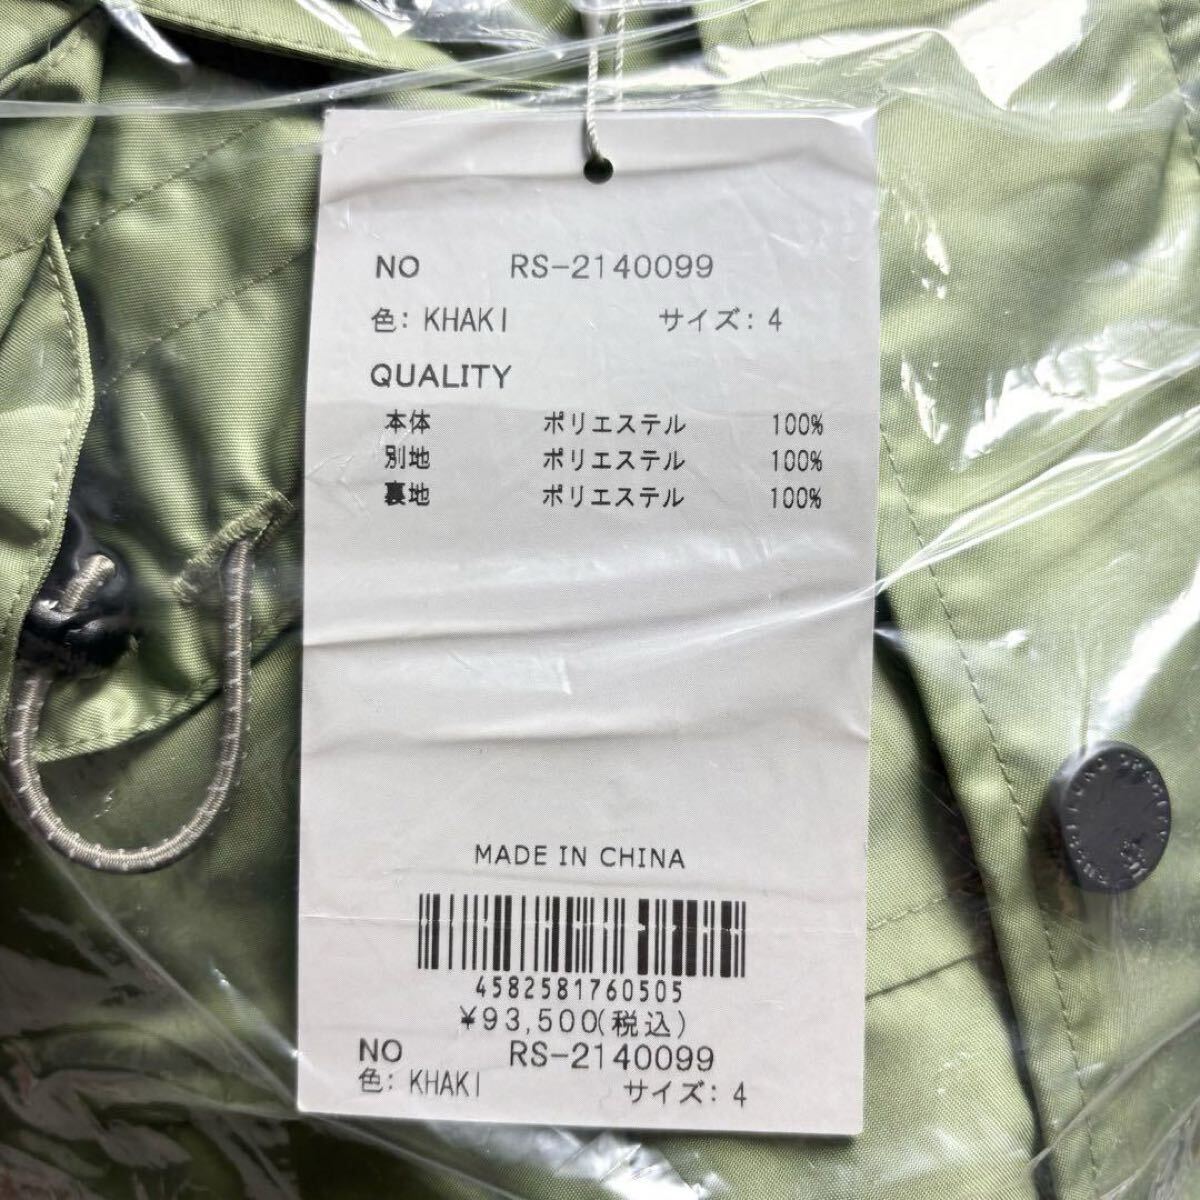 NO RS-2140099
色: KHAKI サイズ: 4
QUALITY
本体 ポリエステル 100%
別地 ポリエステル 100%
裏地 ポリエステル 100%
MADE IN CHINA
4582581760505
¥93,500(税込)
NO RS-2140099
色: KHAKI サイズ: 4